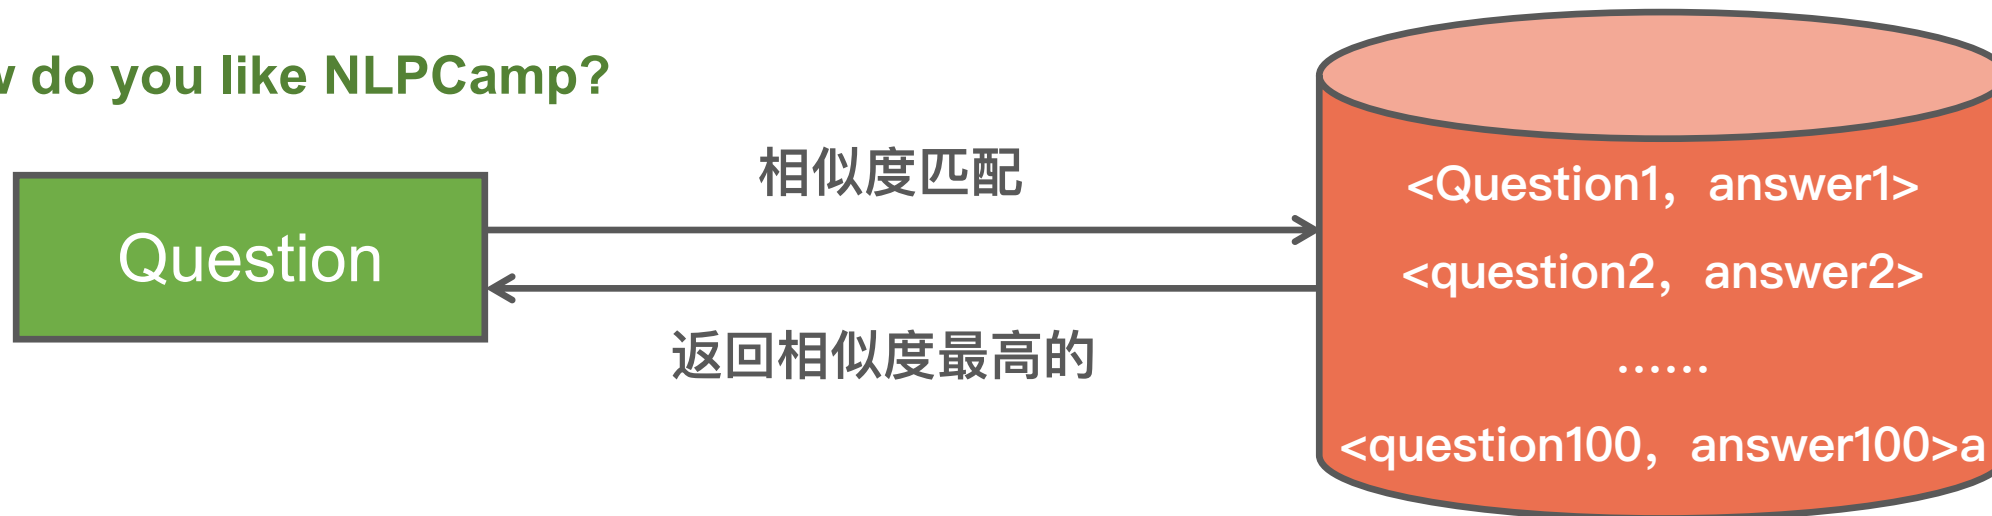 do you like NLPCamp?
相似度匹配
Question
返回相似度最高的
<Question1，answer1>
<question2，answer2>
......
<question100，answer100>a